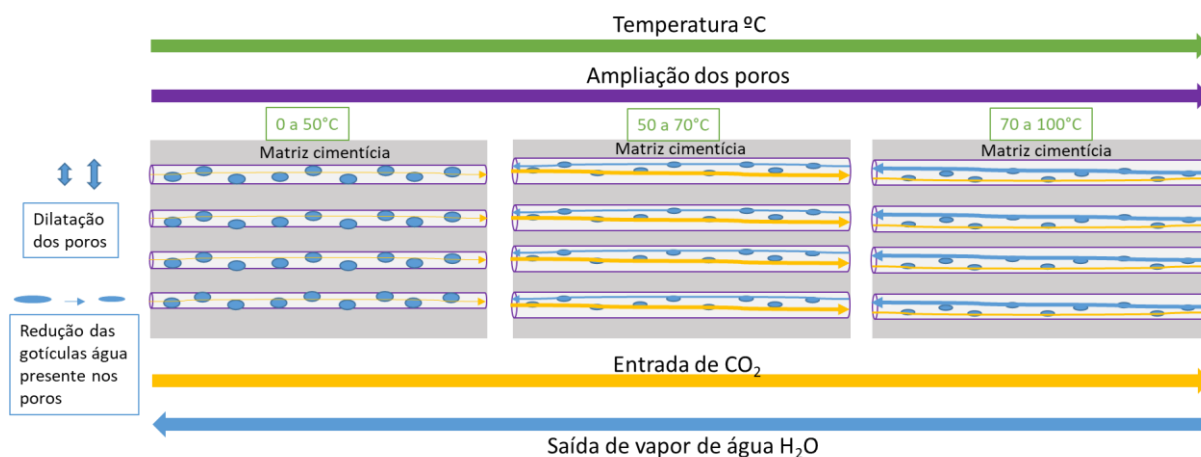 Temperatura ºC
Ampliação dos poros
0 a 50°C
50 a 70°C
70 a 100°C
Matriz cimentícia
Matriz cimentícia
Matriz cimentícia
Dilatação
dos poros
Redução das
gotículas água
presente nos
poros
Entrada de CO₂
Saída de vapor de água H₂O